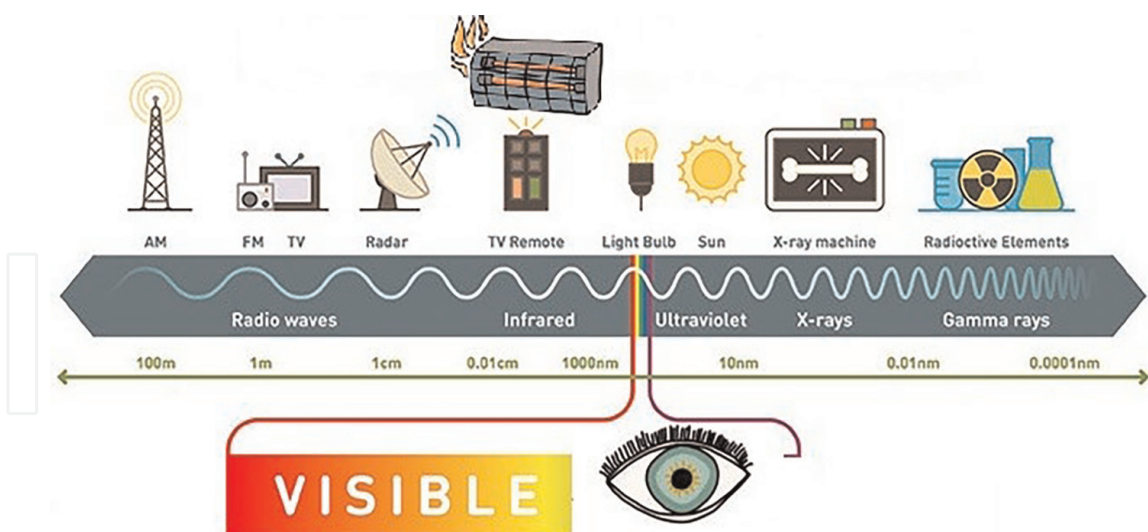 AM FM TV Radar TV Remote Light Bulb Sun X-ray machine Radioctive Elements
Radio waves Infrared Ultraviolet X-rays Gamma rays
100m 1m 1cm 0.01cm 1000nm 10nm 0.01nm 0.0001nm
VISIBLE